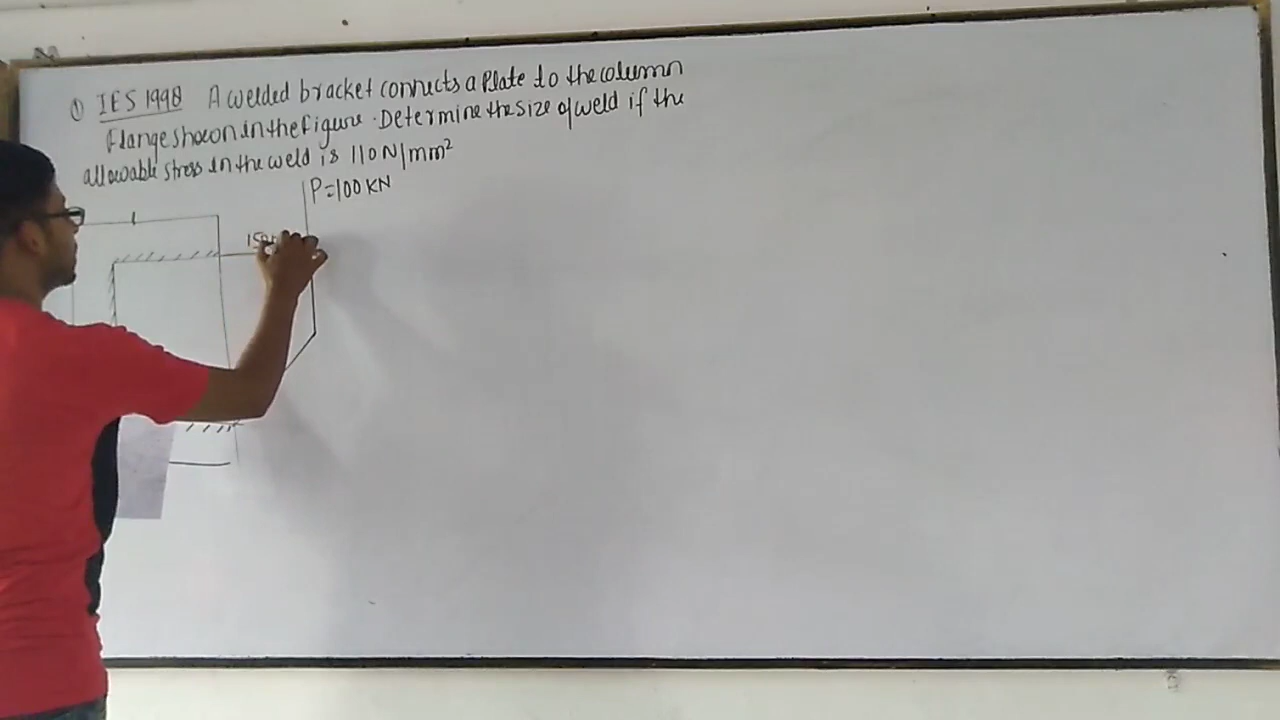 ① IES 1998 A welded bracket connects a Plate to the column
flange shown in the figure. Determine the size of weld if the
allowable stress in the weld is 110 N/mm²
P=100 KN